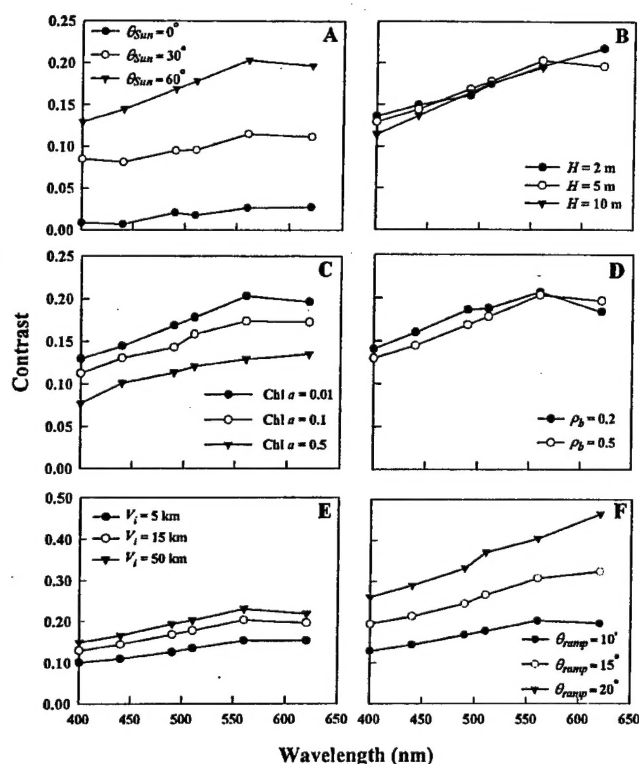 0.25
0.20
0.15
0.10
0.05
0.00
θSun = 0°
θSun = 30°
θSun = 60°
A
B
H = 2 m
H = 5 m
H = 10 m
0.25
0.20
0.15
0.10
0.05
0.00
C
Chl a = 0.01
Chl a = 0.1
Chl a = 0.5
D
ρb = 0.2
ρb = 0.5
Contrast
0.50
0.40
0.30
0.20
0.10
0.00
Vi = 5 km
Vi = 15 km
Vi = 50 km
E
F
θramp = 10°
θramp = 15°
θramp = 20°
400 450 500 550 600 650
400 450 500 550 600 650
Wavelength (nm)